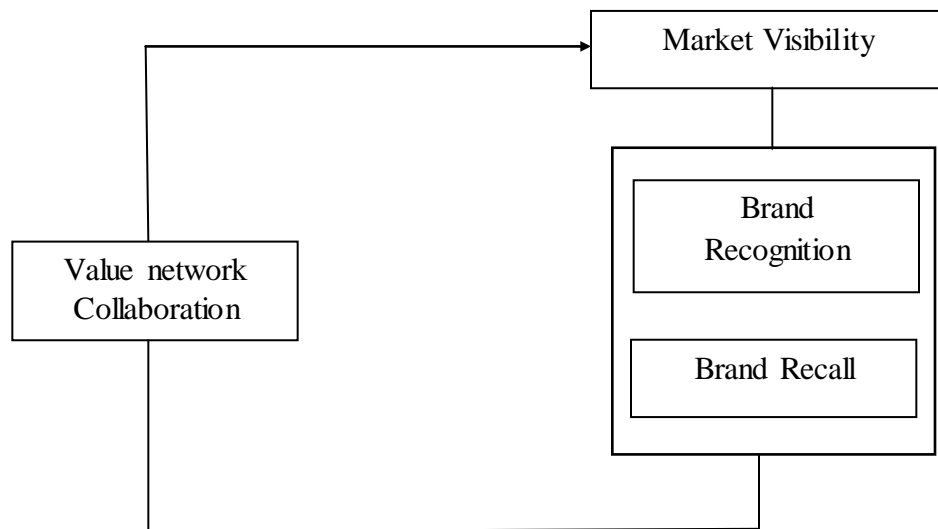 Market Visibility
Brand
Recognition
Value network
Collaboration
Brand Recall